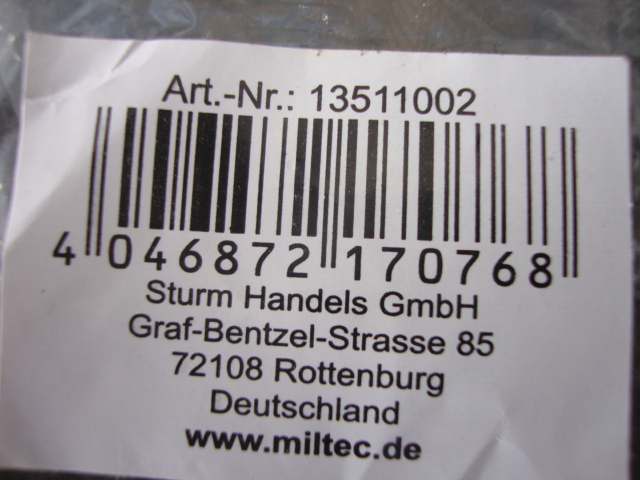 Art.-Nr.: 13511002
4 046872 170768
Sturm Handels GmbH
Graf-Bentzel-Strasse 85
72108 Rottenburg
Deutschland
www.miltec.de